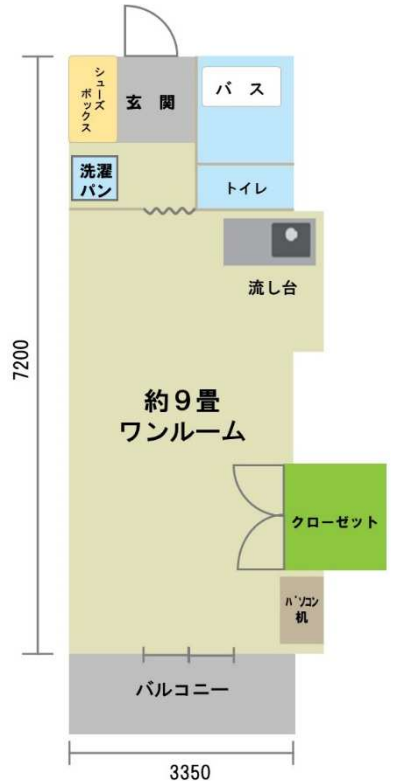 シューズ
ボックス
玄 関
バ ス
洗濯
パン
トイレ
流し台
7200
約9畳
ワンルーム
クローゼット
パソコン
机
バルコニー
3350